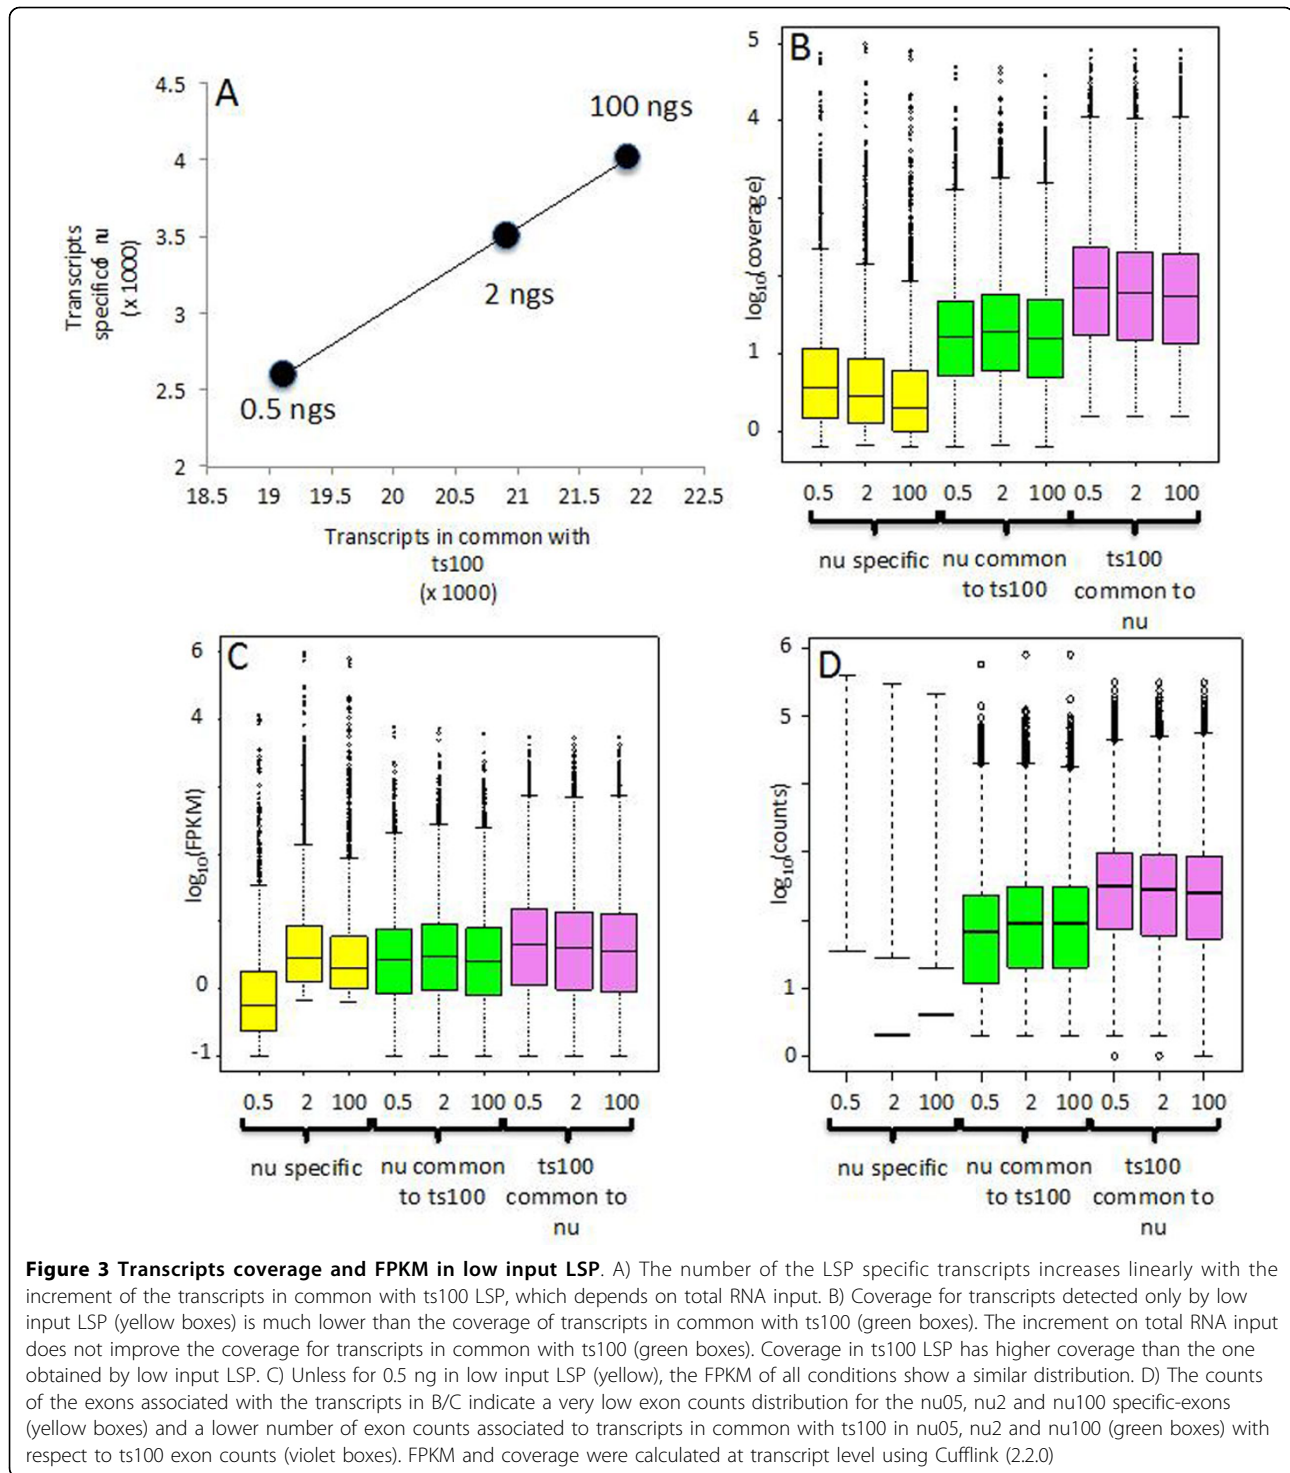 A
4.5
4
3.5
3
2.5
2
100 ngs
2 ngs
0.5 ngs
Transcripts
specific nu
(x 1000)
18.5 19 19.5 20 20.5 21 21.5 22 22.5
Transcripts in common with
ts100
(x 1000)
B
5
4
1
0
log10(coverage)
0.5 2 100 0.5 2 100 0.5 2 100
nu specific
nu common
to ts100
ts100
common to
nu
C
6
4
0
-1
log10(FPKM)
0.5 2 100 0.5 2 100 0.5 2 100
nu specific
nu common
to ts100
ts100
common to
nu
D
6
5
1
0
log10(counts)
0.5 2 100 0.5 2 100 0.5 2 100
nu specific
nu common
to ts100
ts100
common to
nu
Figure 3 Transcripts coverage and FPKM in low input LSP. A) The number of the LSP specific transcripts increases linearly with the
increment of the transcripts in common with ts100 LSP, which depends on total RNA input. B) Coverage for transcripts detected only by low
input LSP (yellow boxes) is much lower than the coverage of transcripts in common with ts100 (green boxes). The increment on total RNA input
does not improve the coverage for transcripts in common with ts100 (green boxes). Coverage in ts100 LSP has higher coverage than the one
obtained by low input LSP. C) Unless for 0.5 ng in low input LSP (yellow), the FPKM of all conditions show a similar distribution. D) The counts
of the exons associated with the transcripts in B/C indicate a very low exon counts distribution for the nu05, nu2 and nu100 specific-exons
(yellow boxes) and a lower number of exon counts associated to transcripts in common with ts100 in nu05, nu2 and nu100 (green boxes) with
respect to ts100 exon counts (violet boxes). FPKM and coverage were calculated at transcript level using Cufflink (2.2.0)